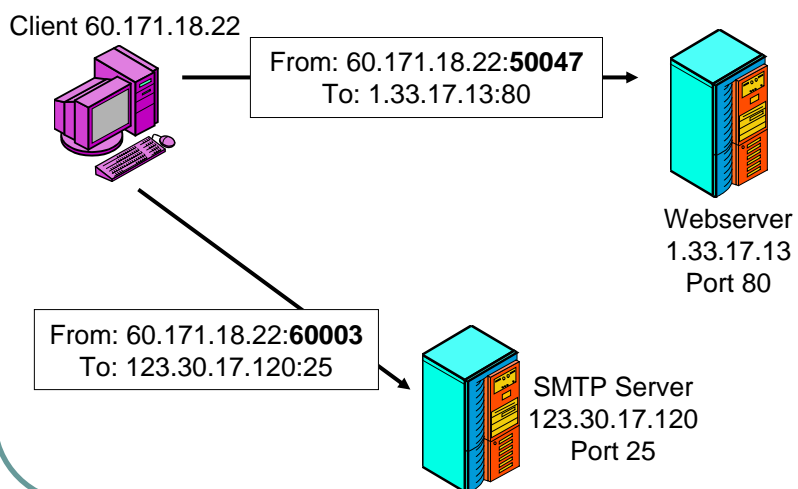 Client 60.171.18.22
From: 60.171.18.22:50047
To: 1.33.17.13:80
Webserver
1.33.17.13
Port 80
From: 60.171.18.22:60003
To: 123.30.17.120:25
SMTP Server
123.30.17.120
Port 25